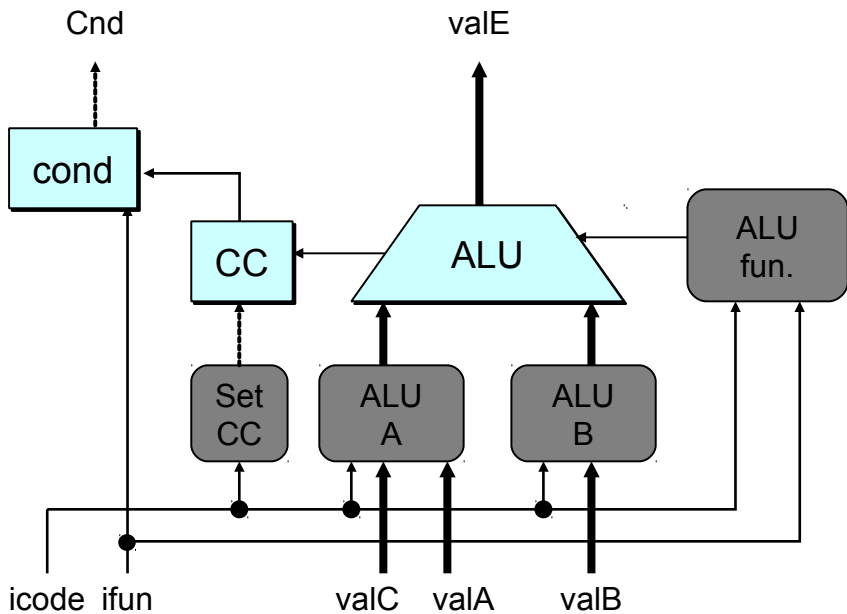 Cnd
valE
cond
CC
ALU
ALU
fun.
Set
CC
ALU
A
ALU
B
icode
ifun
valC
valA
valB